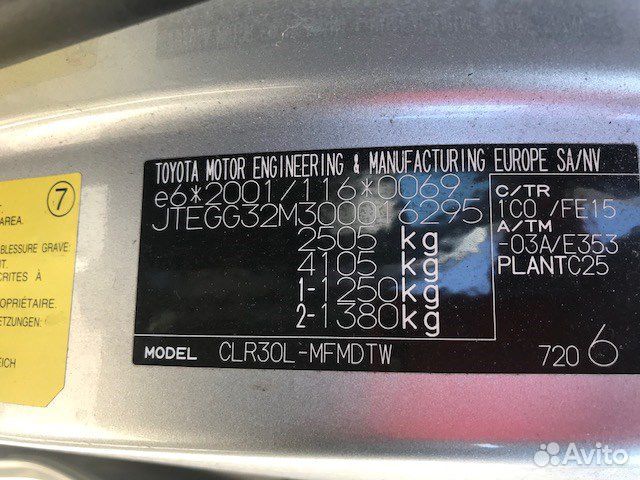 7
AREA.
BLESSURE GRAVE
CRITES À
OPRIÉTAIRE.
ETZUNGEN:
EICH
TOYOTA MOTOR ENGINEERING & MANUFACTURING EUROPE SA/NV
e6*2001/116*0069
JTEGG32M300016295
2505 kg
4105 kg
1-1250kg
2-1380kg
MODEL CLR30L-MFMDTW
C/TR
1C0 /FE15
A/TM
-03A/E353
PLANTC25
720 6
Avito